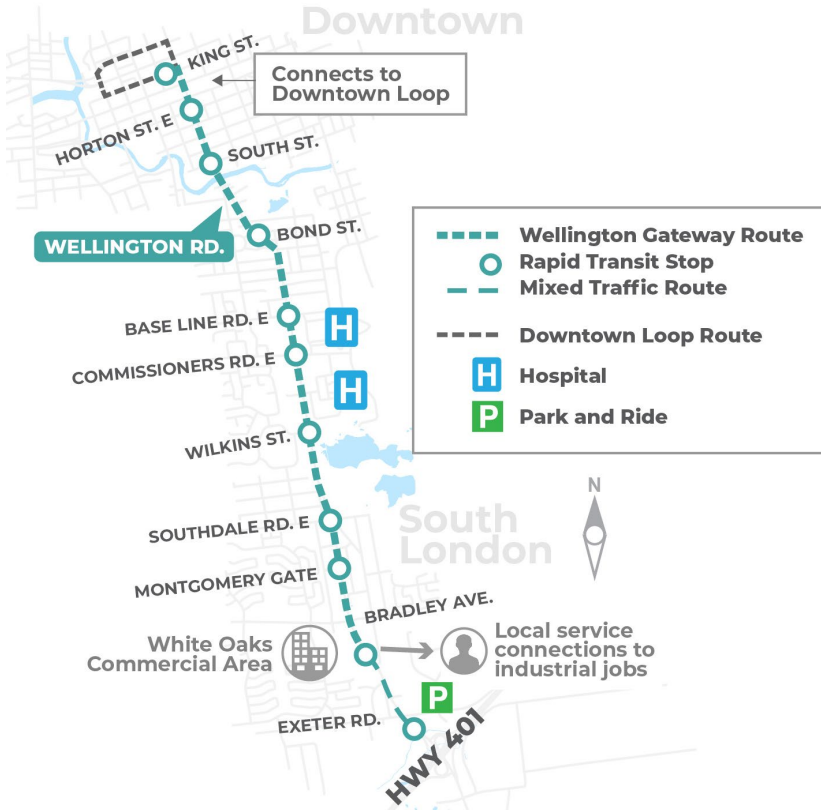 Downtown
KING ST.
Connects to
Downtown Loop
HORTON ST. E
SOUTH ST.
WELLINGTON RD.
BOND ST.
Wellington Gateway Route
Rapid Transit Stop
Mixed Traffic Route
Downtown Loop Route
H Hospital
P Park and Ride
BASE LINE RD. E
H
COMMISSIONERS RD. E
H
WILKINS ST.
N
SOUTHDALE RD. E
South
London
MONTGOMERY GATE
BRADLEY AVE.
White Oaks
Commercial Area
Local service
connections to
industrial jobs
P
EXETER RD.
HWY 401